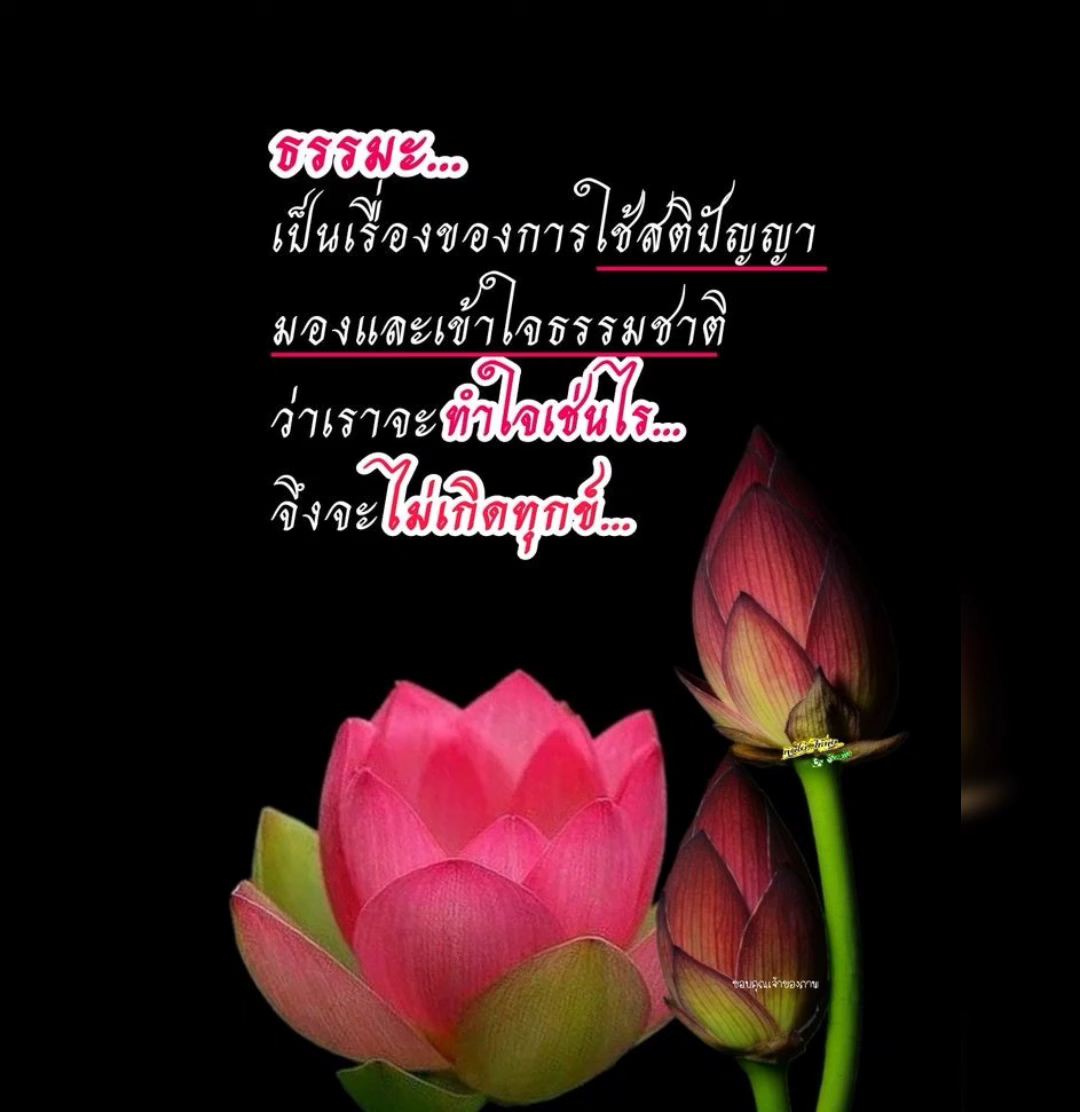 ธรรมะ...
เป็นเรื่องของการใช้สติปัญญา
มองและเข้าใจธรรมชาติ
ว่าเราจะทำใจเช่นไร...
จึงจะไม่เกิดทุกข์...
ขอบคุณเจ้าของภาพ